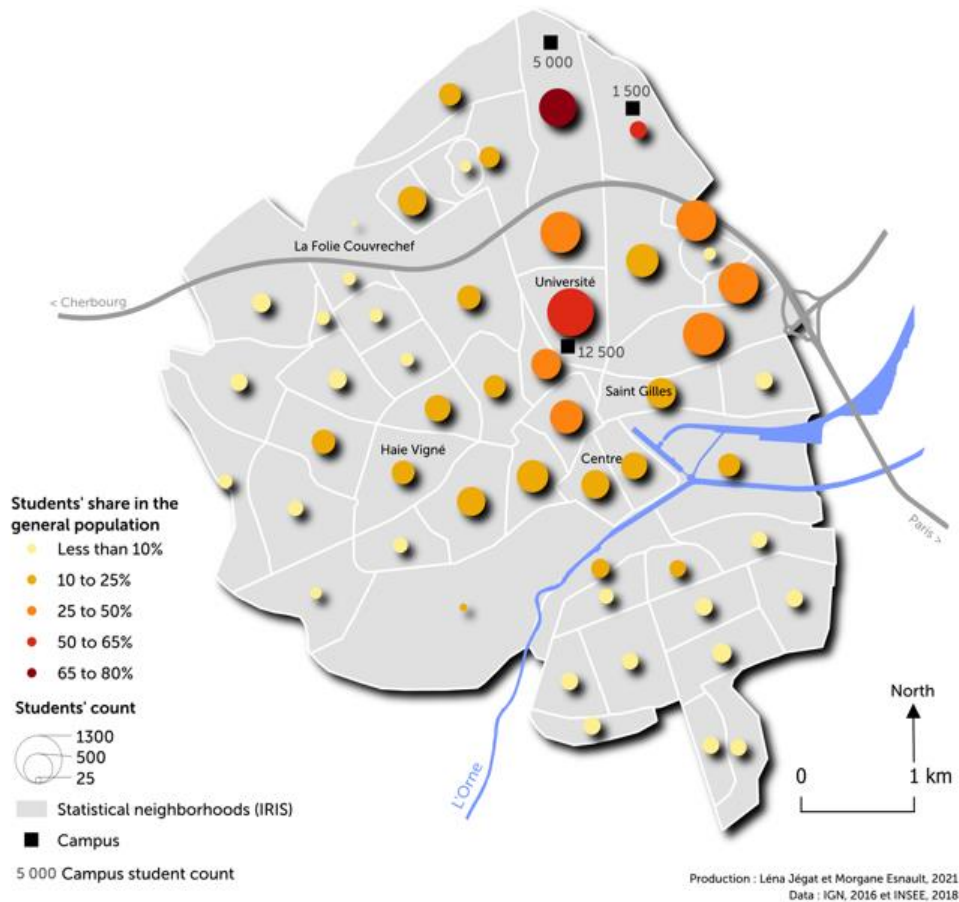 5 000
1 500
La Folie Couvrechef
< Cherbourg
Université
12 500
Saint Gilles
Haie Vigné
Centre
Students' share in the
general population
Less than 10%
10 to 25%
25 to 50%
50 to 65%
65 to 80%
Students' count
1300
500
25
Statistical neighborhoods (IRIS)
Campus
5 000 Campus student count
Paris >
L'Orne
North
0 1 km
Production : Léna Jégat et Morgane Esnault, 2021
Data : IGN, 2016 et INSEE, 2018